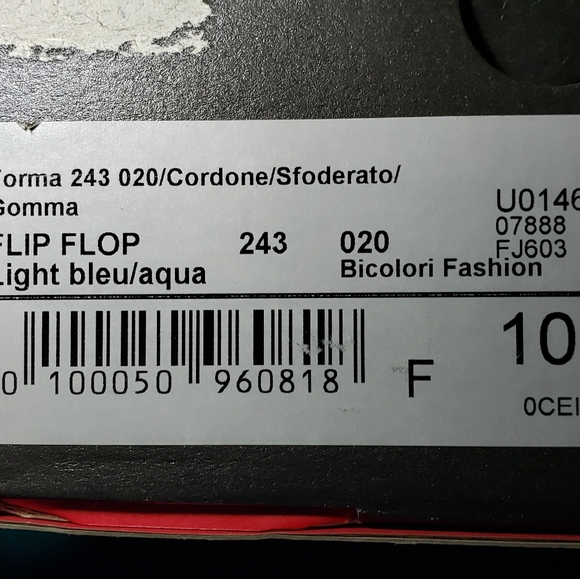 orma 243 020/Cordone/Sfoderato/
Gomma
FLIP FLOP 243 020
Light bleu/aqua Bicolori Fashion
U0146
07888
FJ603
0 100050 960818 F
10
0CEI